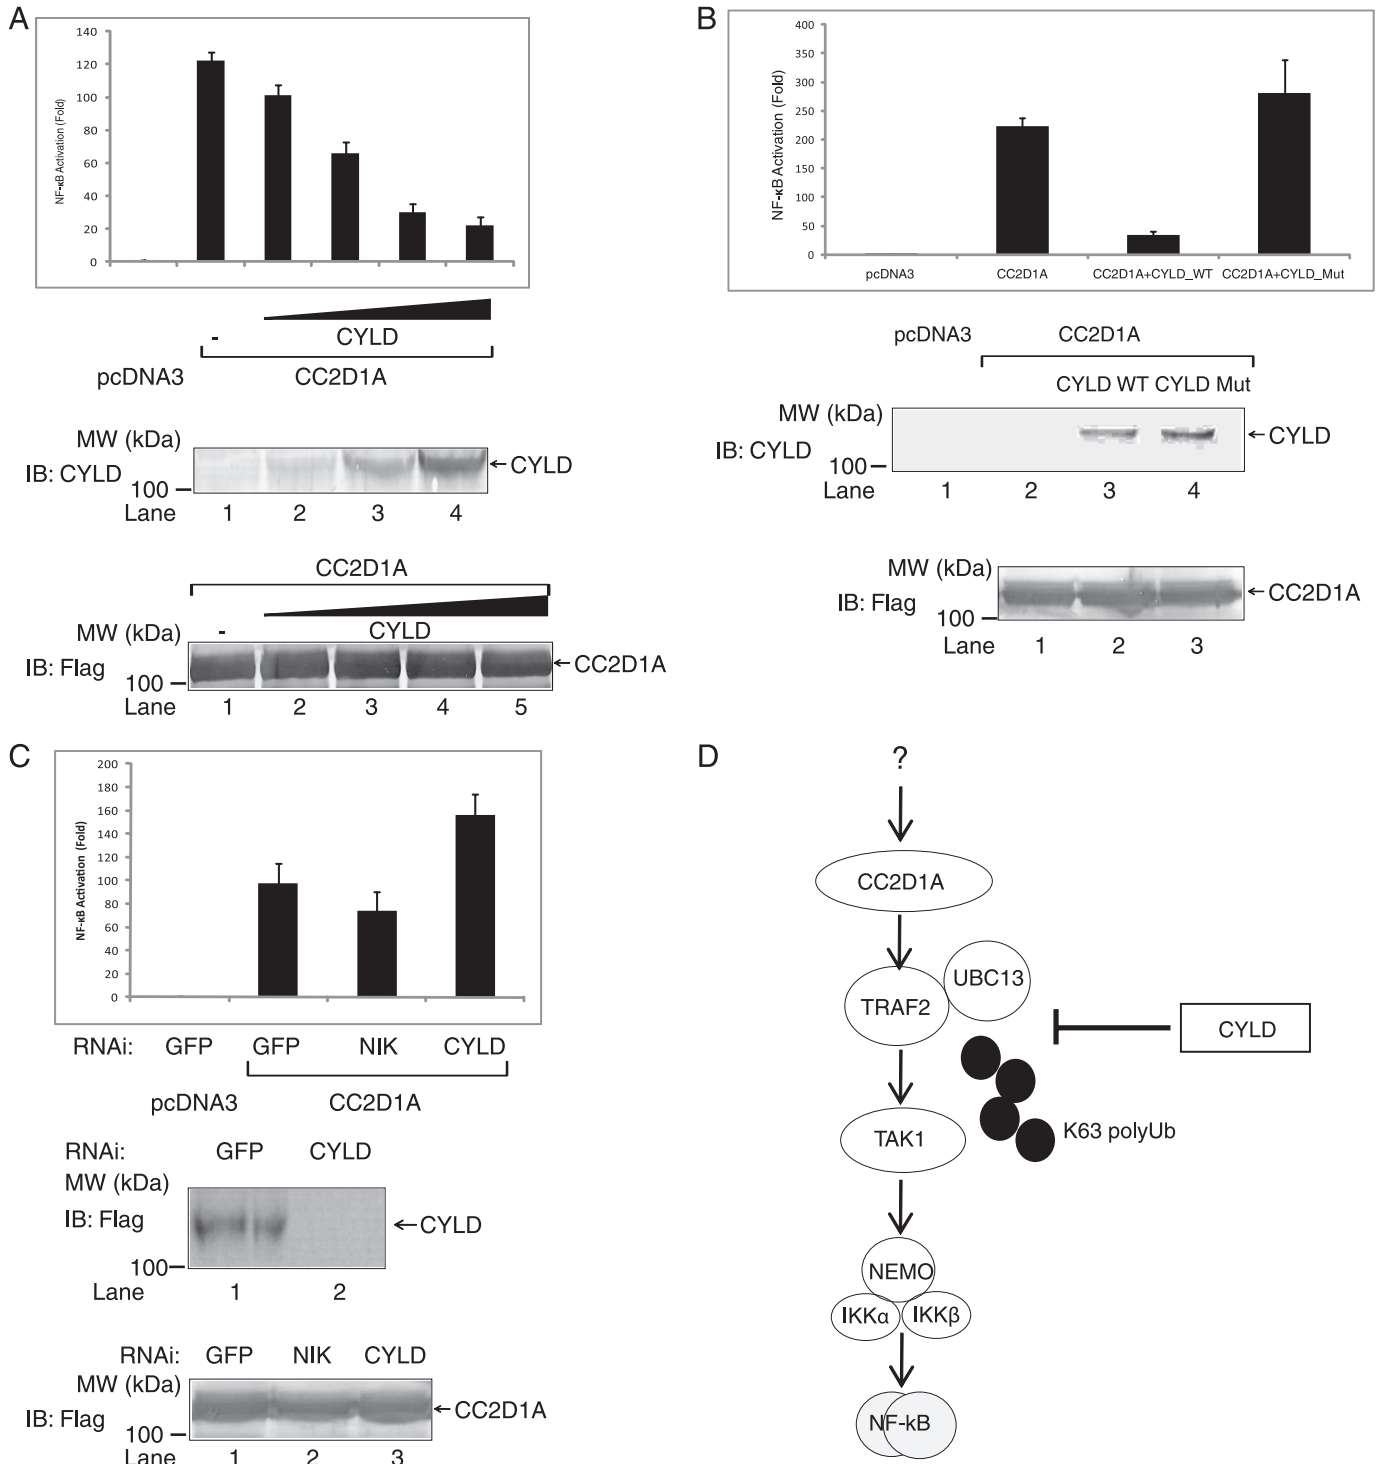 A
140
120
100
80
60
40
20
0
NF-κB Activation (Fold)
-
CYLD
pcDNA3
CC2D1A
MW (kDa)
IB: CYLD
100
CYLD
Lane 1 2 3 4
CC2D1A
- CYLD
MW (kDa)
IB: Flag
100
CC2D1A
Lane 1 2 3 4 5
B
400
350
300
250
200
150
100
50
0
NF-κB Activation (Fold)
pcDNA3 CC2D1A CC2D1A+CYLD_WT CC2D1A+CYLD_Mut
pcDNA3 CC2D1A
CYLD WT CYLD Mut
MW (kDa)
IB: CYLD
100
CYLD
Lane 1 2 3 4
MW (kDa)
IB: Flag
100
CC2D1A
Lane 1 2 3
C
200
180
160
140
120
100
80
60
40
20
0
NF-κB Activation (Fold)
RNAi: GFP GFP NIK CYLD
pcDNA3 CC2D1A
RNAi: GFP CYLD
MW (kDa)
IB: Flag
100
CYLD
Lane 1 2
RNAi: GFP NIK CYLD
MW (kDa)
IB: Flag
100
CC2D1A
Lane 1 2 3
D
?
CC2D1A
UBC13
TRAF2
CYLD
TAK1
K63 polyUb
NEMO
IKKα IKKβ
NF-kB